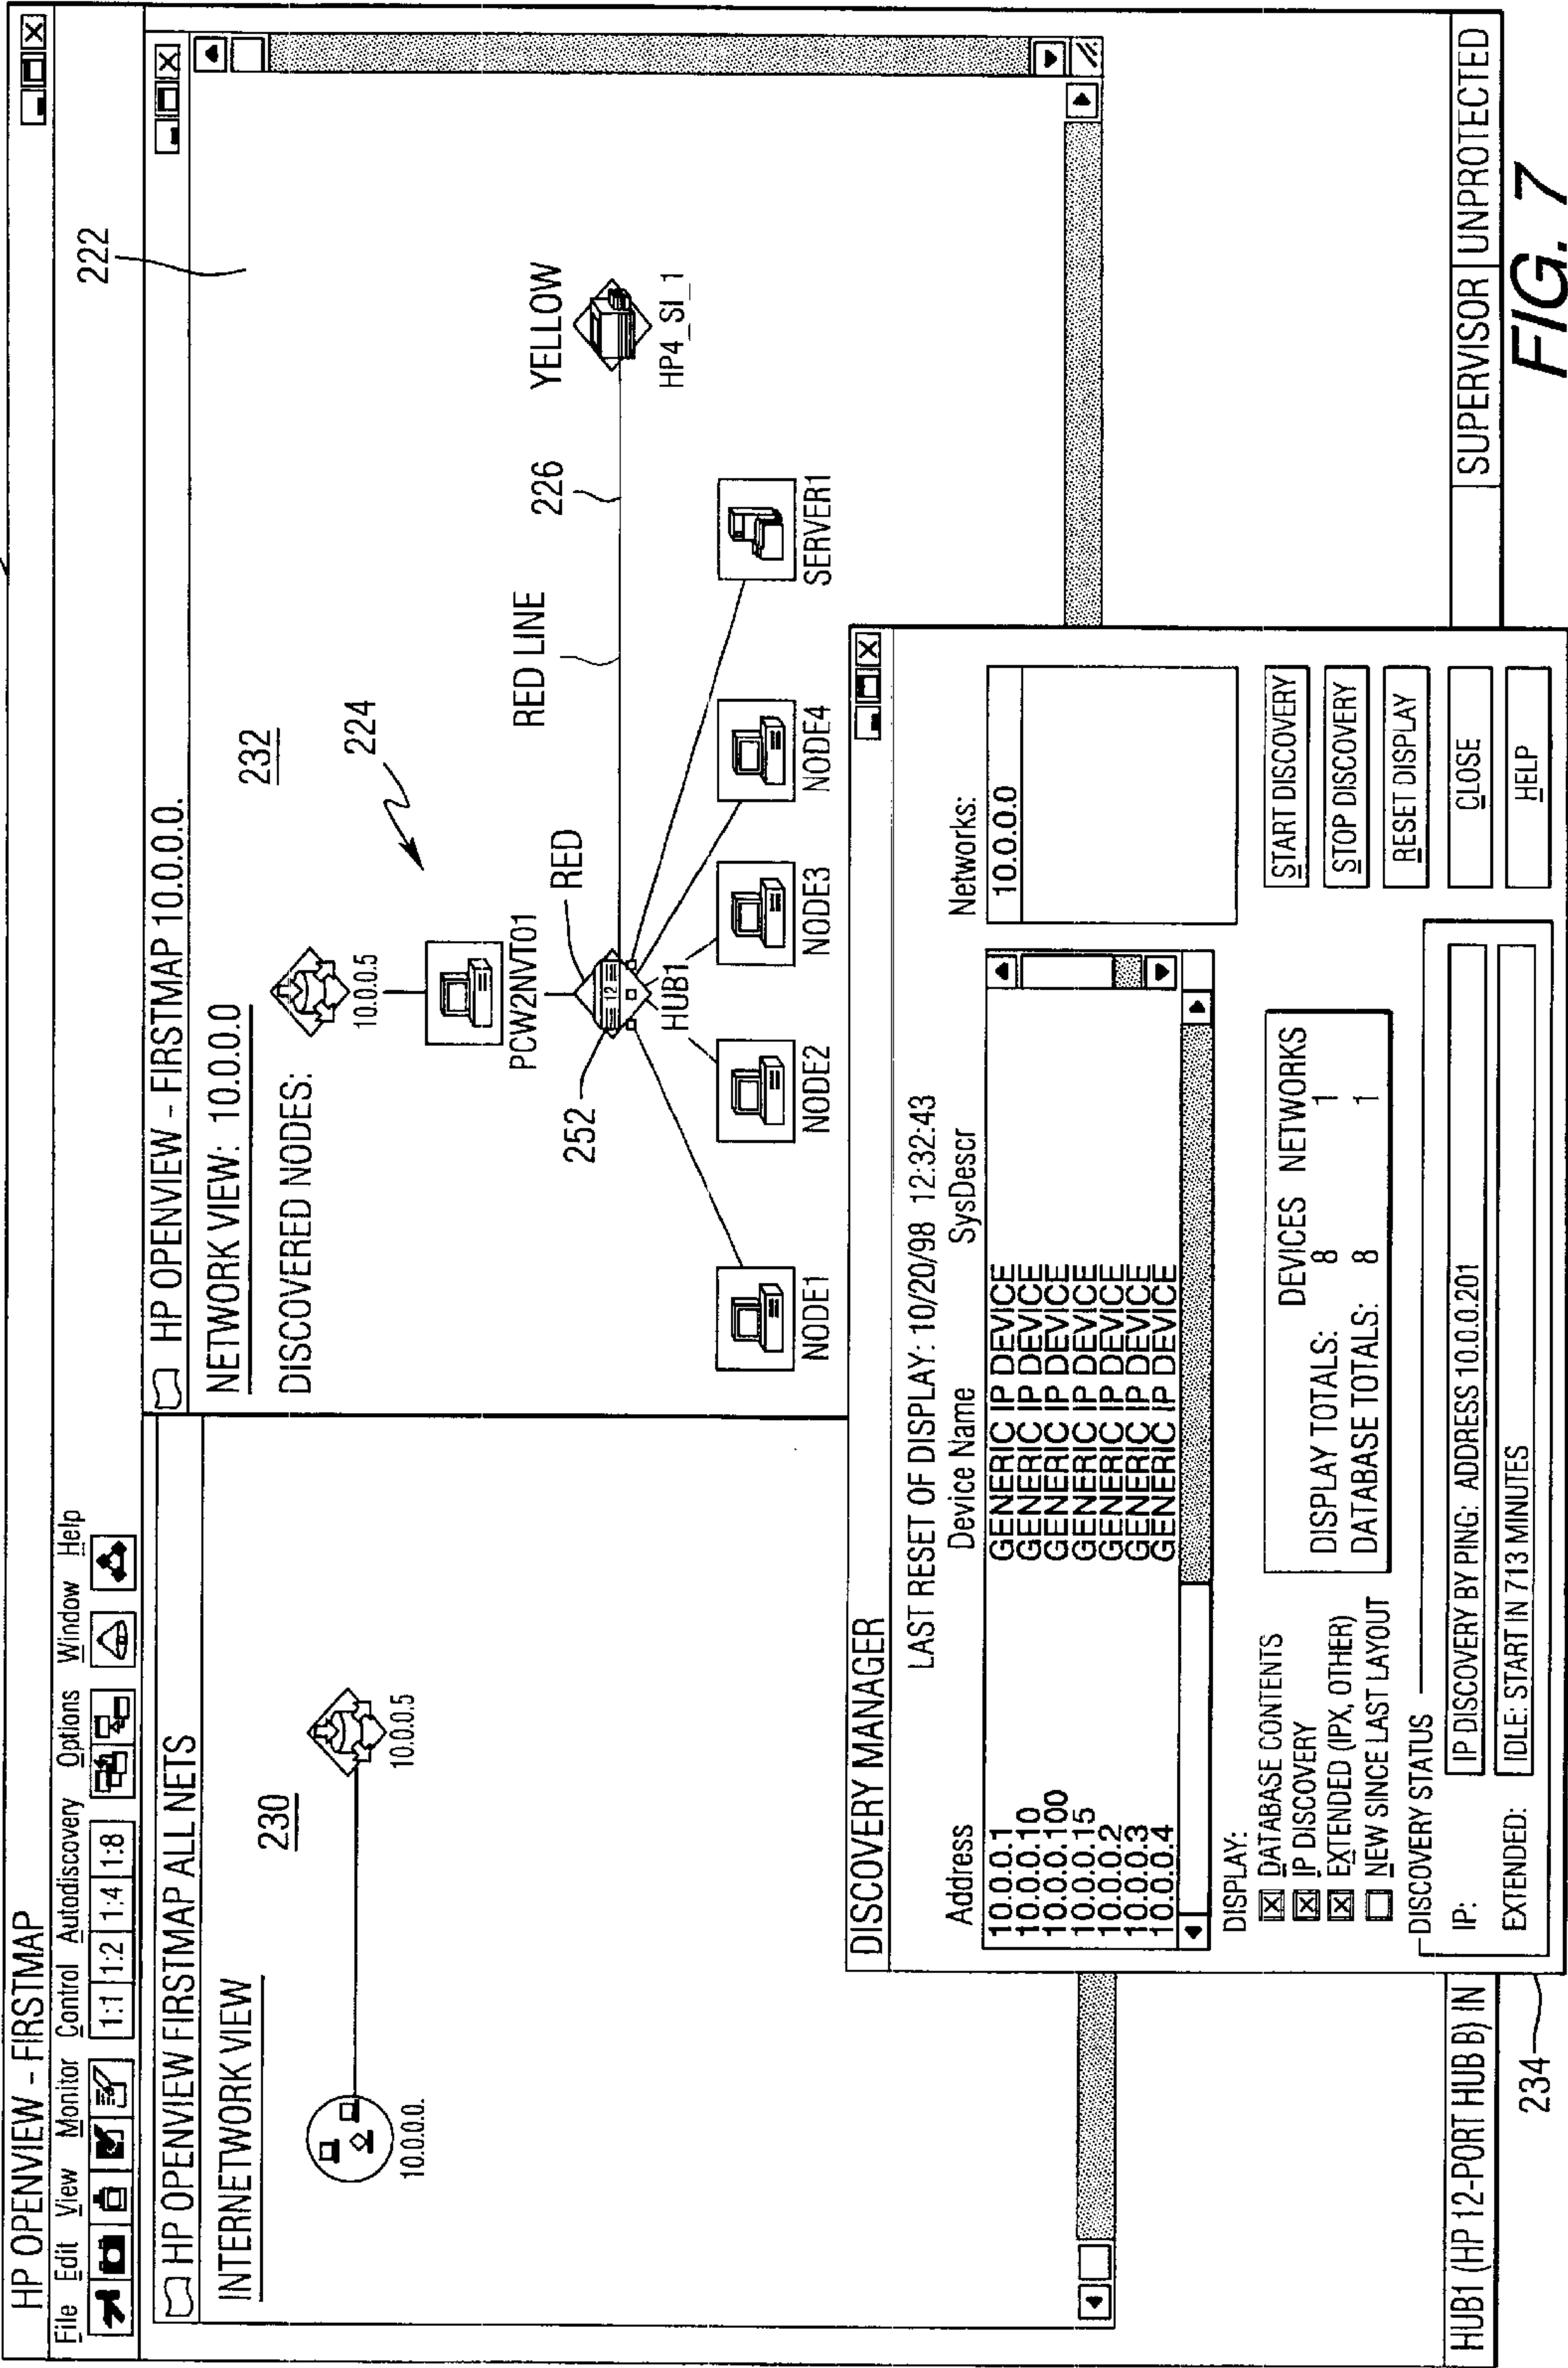 HP OPENVIEW - FIRSTMAP
File Edit View Monitor Control Autodiscovery Options Window Help
1:1 1:2 1:4 1:8
HP OPENVIEW FIRSTMAP ALL NETS
INTERNETWORK VIEW
230
10.0.0.0.
10.0.0.5
HP OPENVIEW - FIRSTMAP 10.0.0.0.
222
NETWORK VIEW: 10.0.0.0
232
DISCOVERED NODES:
224
10.0.0.5
PCW2NVT01
RED
RED LINE
226
YELLOW
252
12
HUB1
HP4_SI_1
NODE1
NODE2
NODE3
NODE4
SERVER1
DISCOVERY MANAGER
LAST RESET OF DISPLAY: 10/20/98 12:32:43
Address Device Name SysDescr Networks:
10.0.0.1 GENERIC IP DEVICE
10.0.0.10 GENERIC IP DEVICE
10.0.0.100 GENERIC IP DEVICE
10.0.0.15 GENERIC IP DEVICE
10.0.0.2 GENERIC IP DEVICE
10.0.0.3 GENERIC IP DEVICE
10.0.0.4 GENERIC IP DEVICE
10.0.0.0
DISPLAY:
DATABASE CONTENTS
IP DISCOVERY
EXTENDED (IPX, OTHER)
NEW SINCE LAST LAYOUT
DEVICES NETWORKS
DISPLAY TOTALS: 8 1
DATABASE TOTALS: 8 1
START DISCOVERY
STOP DISCOVERY
RESET DISPLAY
CLOSE
HELP
DISCOVERY STATUS
IP: IP DISCOVERY BY PING: ADDRESS 10.0.0.201
EXTENDED: IDLE: START IN 713 MINUTES
HUB1 (HP 12-PORT HUB B) IN
SUPERVISOR UNPROTECTED
234
FIG. 7